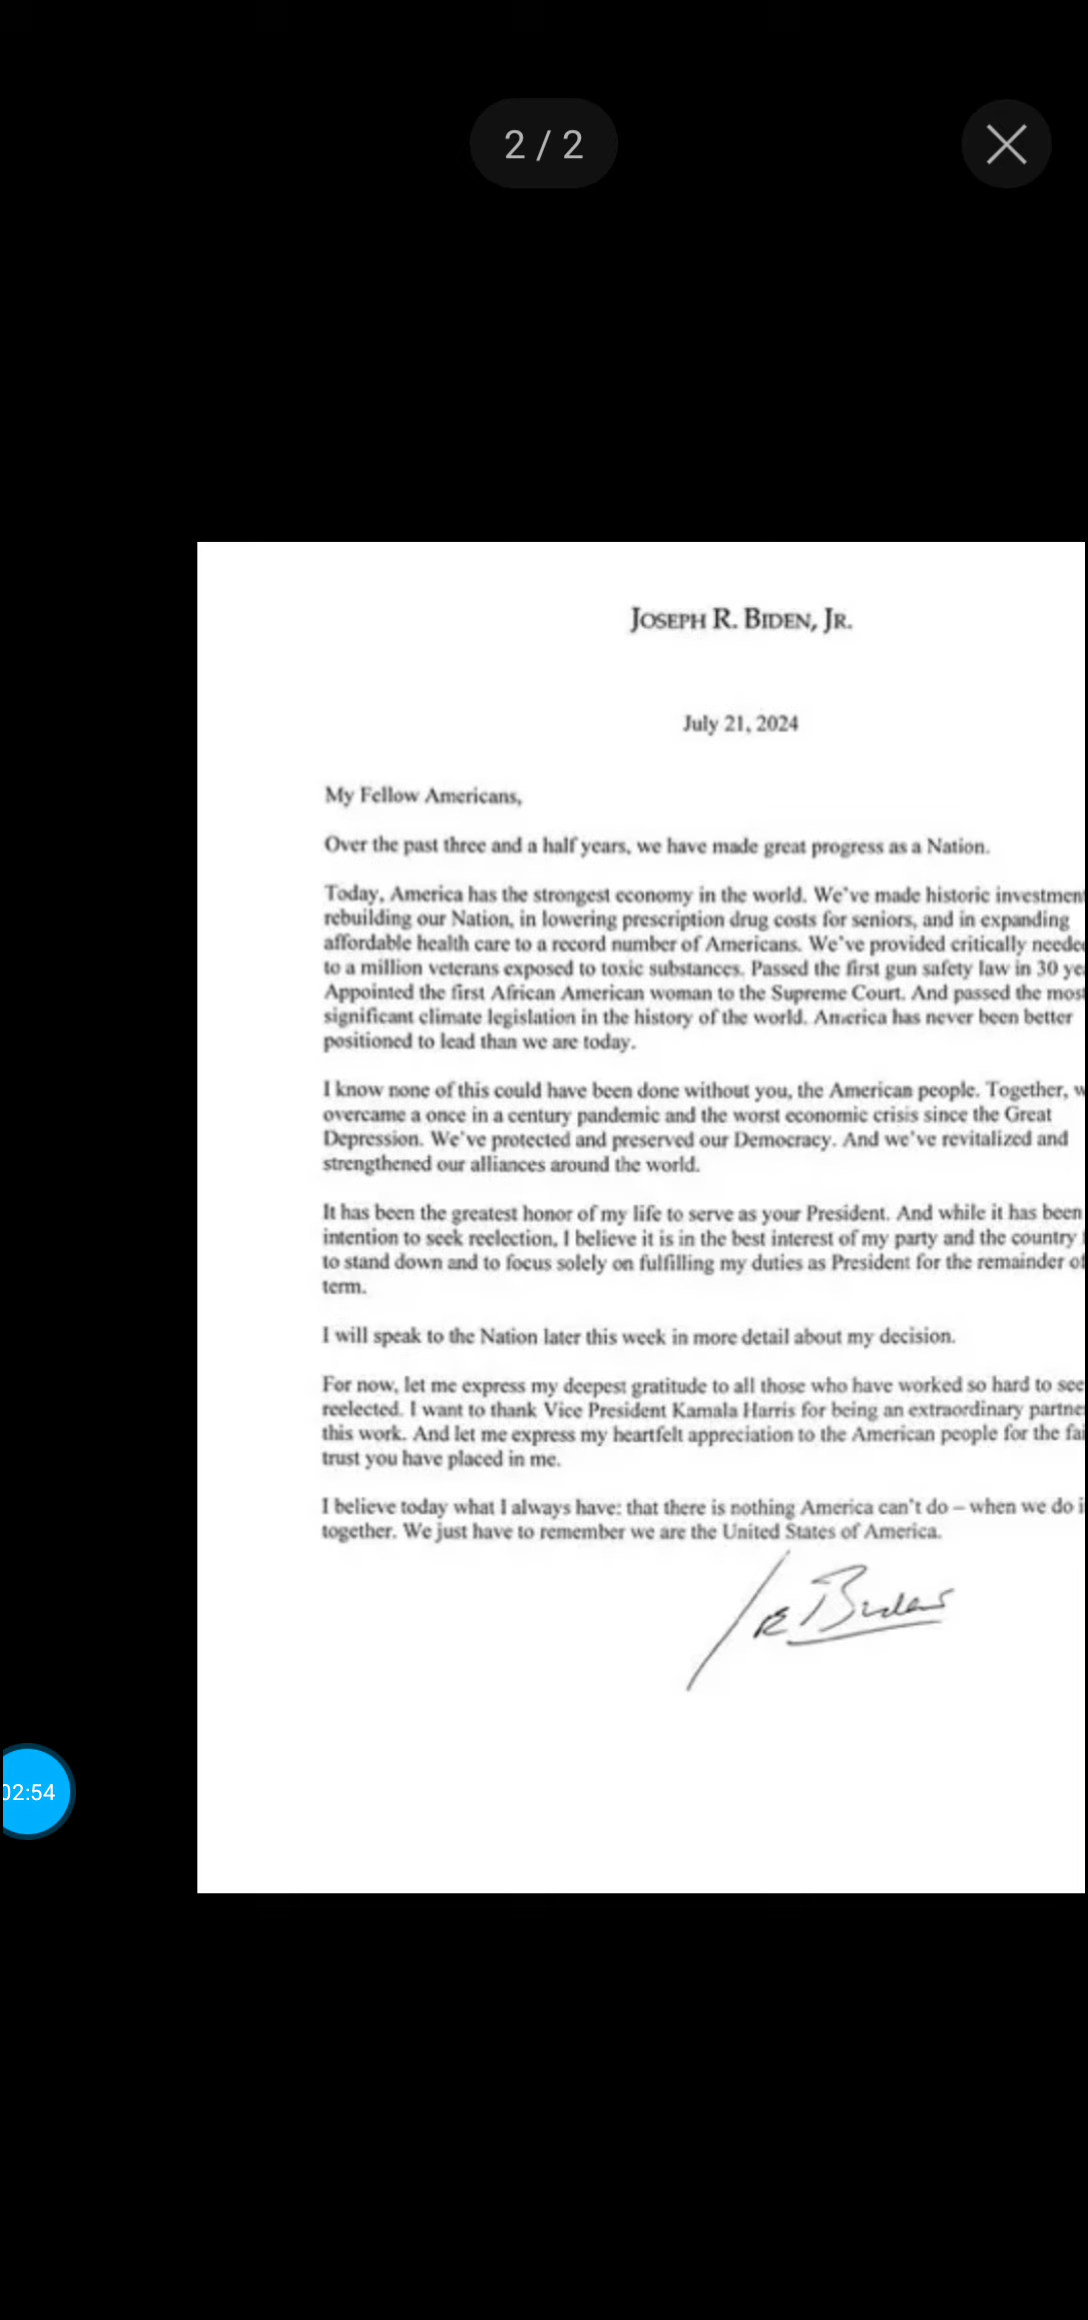 2 / 2
JOSEPH R. BIDEN, JR.
July 21, 2024
My Fellow Americans,
Over the past three and a half years, we have made great progress as a Nation.
Today, America has the strongest economy in the world. We've made historic investmen
rebuilding our Nation, in lowering prescription drug costs for seniors, and in expanding
affordable health care to a record number of Americans. We've provided critically neede
to a million veterans exposed to toxic substances. Passed the first gun safety law in 30 ye
Appointed the first African American woman to the Supreme Court. And passed the most
significant climate legislation in the history of the world. America has never been better
positioned to lead than we are today.
I know none of this could have been done without you, the American people. Together, w
overcame a once in a century pandemic and the worst economic crisis since the Great
Depression. We've protected and preserved our Democracy. And we've revitalized and
strengthened our alliances around the world.
It has been the greatest honor of my life to serve as your President. And while it has been
intention to seek reelection, I believe it is in the best interest of my party and the country
to stand down and to focus solely on fulfilling my duties as President for the remainder of
term.
I will speak to the Nation later this week in more detail about my decision.
For now, let me express my deepest gratitude to all those who have worked so hard to see
reelected. I want to thank Vice President Kamala Harris for being an extraordinary partne
this work. And let me express my heartfelt appreciation to the American people for the fai
trust you have placed in me.
I believe today what I always have: that there is nothing America can't do – when we do i
together. We just have to remember we are the United States of America.
Joe Biden
02:54